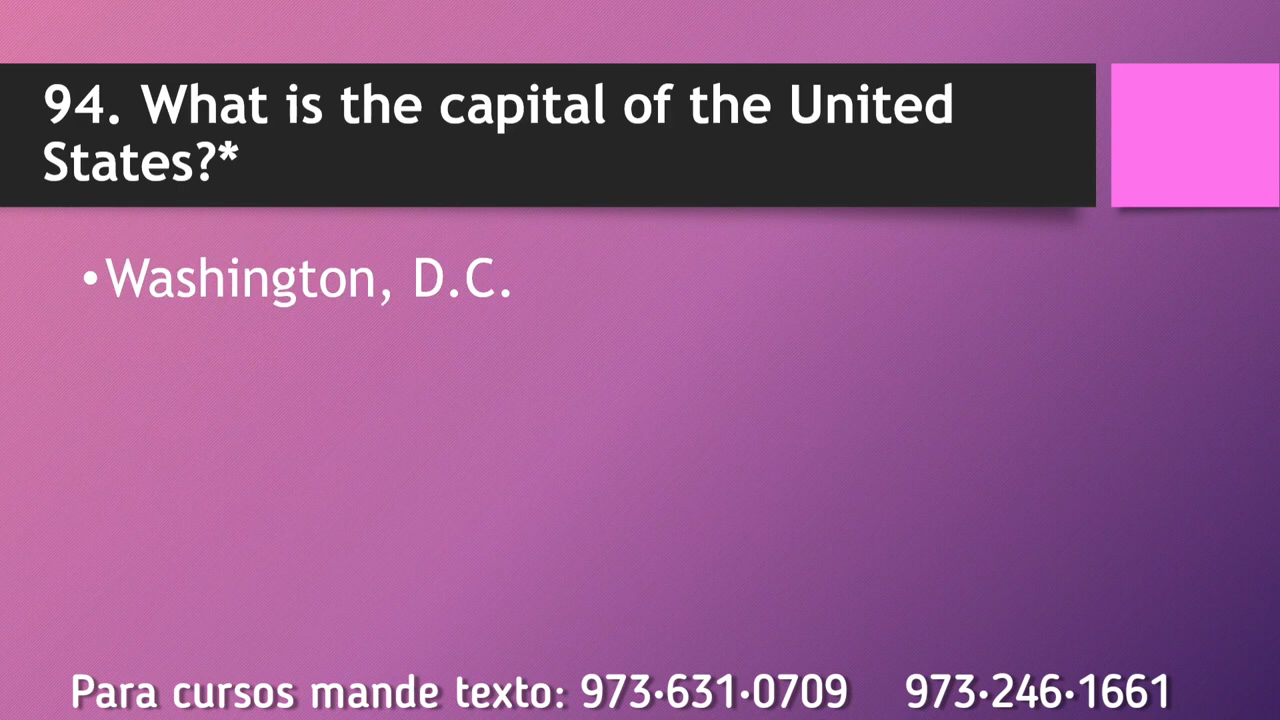 94. What is the capital of the United
States?*
•Washington, D.C.
Para cursos mande texto: 973·631·0709 973·246·1661